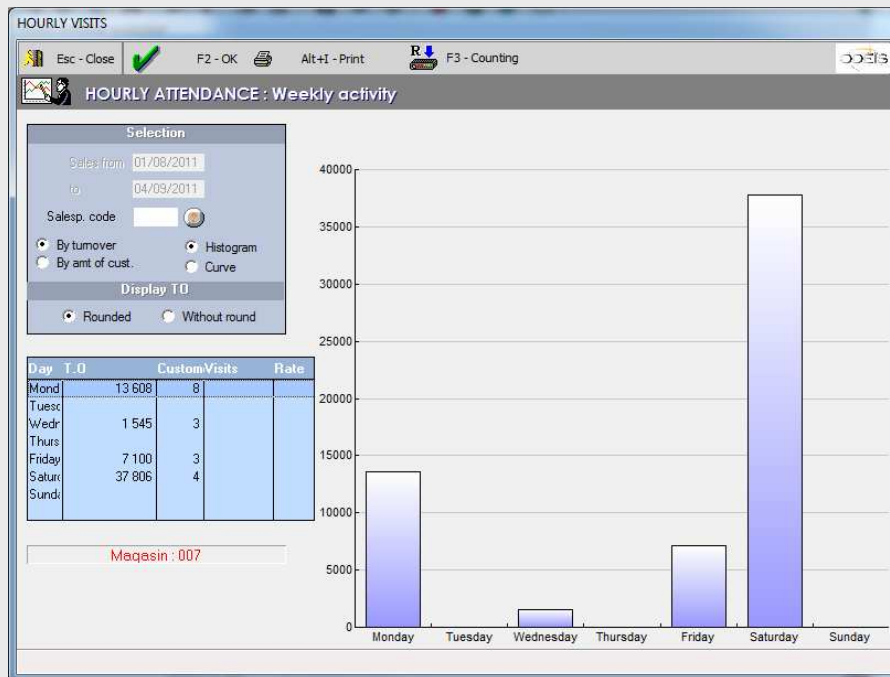 HOURLY VISITS
Esc - Close F2 - OK Alt+I - Print R F3 - Counting
HOURLY ATTENDANCE : Weekly activity
Selection
Sales from 01/08/2011
to 04/09/2011
Salesp. code
By turnover Histogram
By amt of cust. Curve
Display TO
Rounded Without round
Day T.O Custom Visits Rate
Mond 13 608 8
Tuesc
Wedr 1 545 3
Thurs
Friday 7 100 3
Satur 37 806 4
Sunda
Magasin : 007
40000
35000
30000
25000
20000
15000
10000
5000
0
Monday Tuesday Wednesday Thursday Friday Saturday Sunday